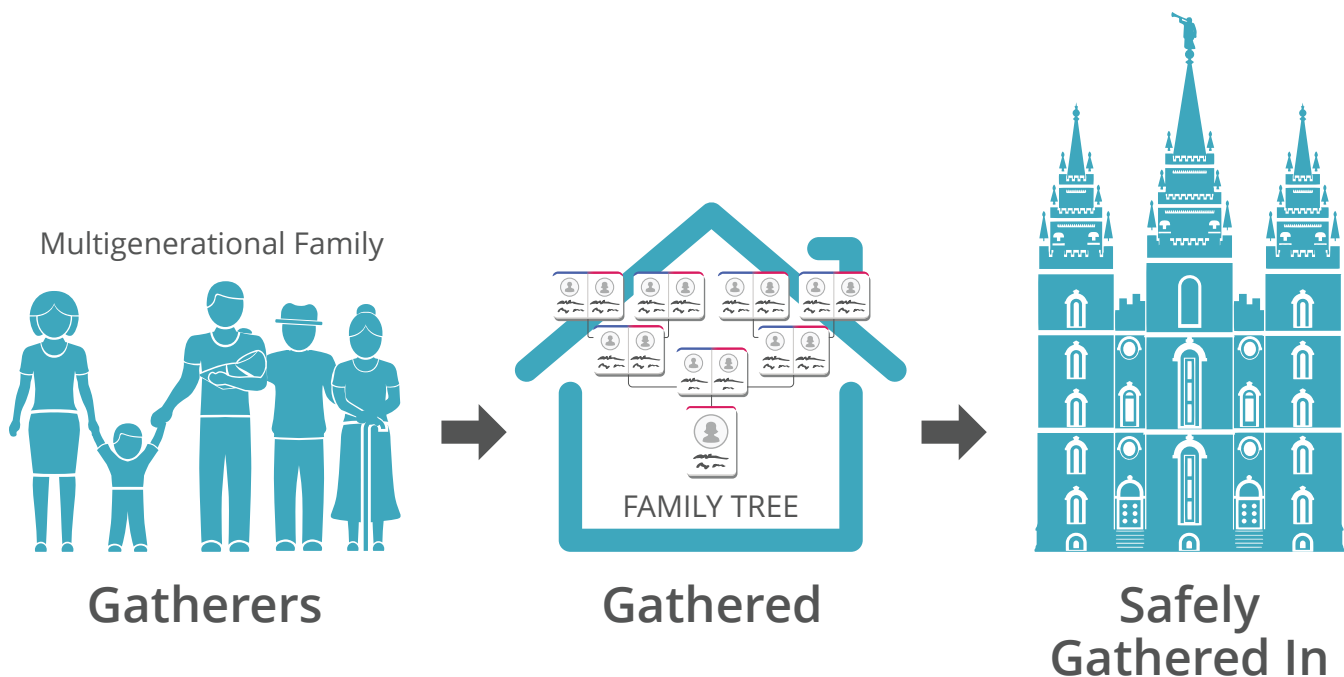 Multigenerational Family
FAMILY TREE
Gatherers
Gathered
Safely
Gathered In